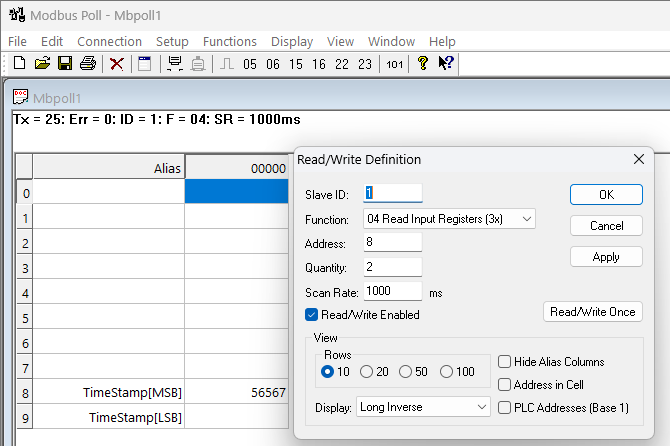 Modbus Poll - Mbpoll1
File Edit Connection Setup Functions Display View Window Help
05 06 15 16 22 23 101
Mbpoll1
Tx = 25: Err = 0: ID = 1: F = 04: SR = 1000ms
Alias 00000
0
1
2
3
4
5
6
7
8 TimeStamp[MSB] 56567
9 TimeStamp[LSB]
Read/Write Definition
Slave ID: 1 OK
Function: 04 Read Input Registers (3x)
Cancel
Address: 8
Quantity: 2 Apply
Scan Rate: 1000 ms
Read/Write Enabled Read/Write Once
View
Rows
10 20 50 100
Hide Alias Columns
Address in Cell
Display: Long Inverse
PLC Addresses (Base 1)